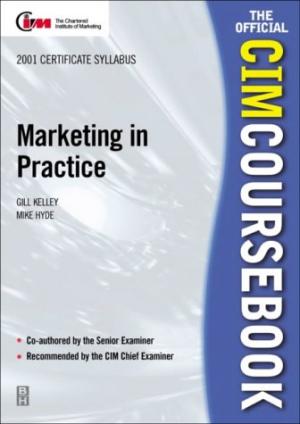 CIM
The Chartered
Institute of Marketing
THE
OFFICIAL
2001 CERTIFICATE SYLLABUS
CIMCOURSEBOOK
Marketing in
Practice
GILL KELLEY
MIKE HYDE
• Co-authored by the Senior Examiner
• Recommended by the CIM Chief Examiner
B
H